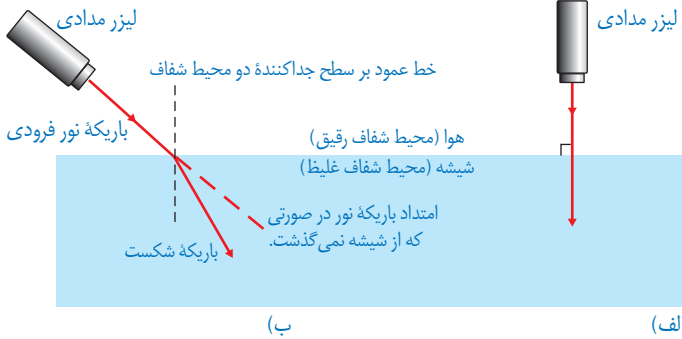 لیزر مدادی
لیزر مدادی
خط عمود بر سطح جداکنندهٔ دو محیط شفاف
باریکهٔ نور فرودی
هوا (محیط شفاف رقیق)
شیشه (محیط شفاف غلیظ)
امتداد باریکهٔ نور در صورتی
که از شیشه نمی‌گذشت.
باریکهٔ شکست
لف)
ب)